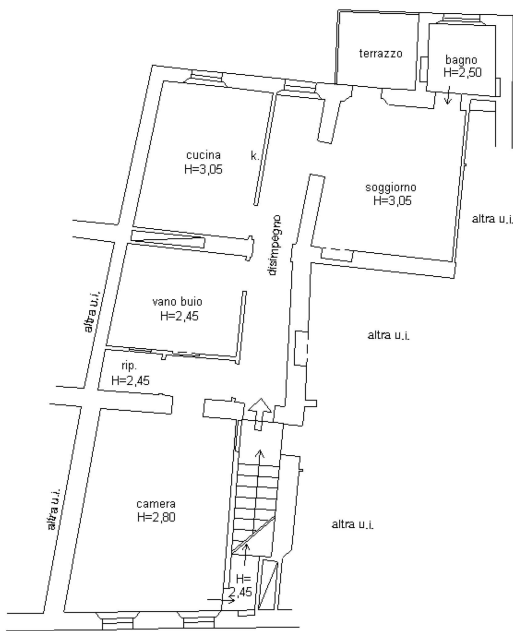 terrazzo
bagno
H=2,50
cucina
H=3,05
k.
soggiorno
H=3,05
altra u.i.
disimpegno
vano buio
H=2,45
altra u.i.
altra u.i.
rip.
H=2,45
camera
H=2,80
altra u.i.
altra u.i.
H=
2,45